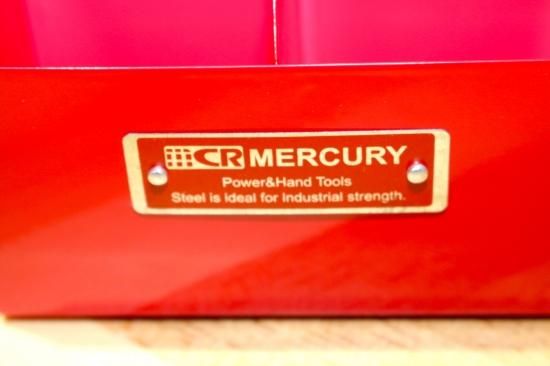 CR MERCURY
Power&Hand Tools
Steel is ideal for Industrial strength.